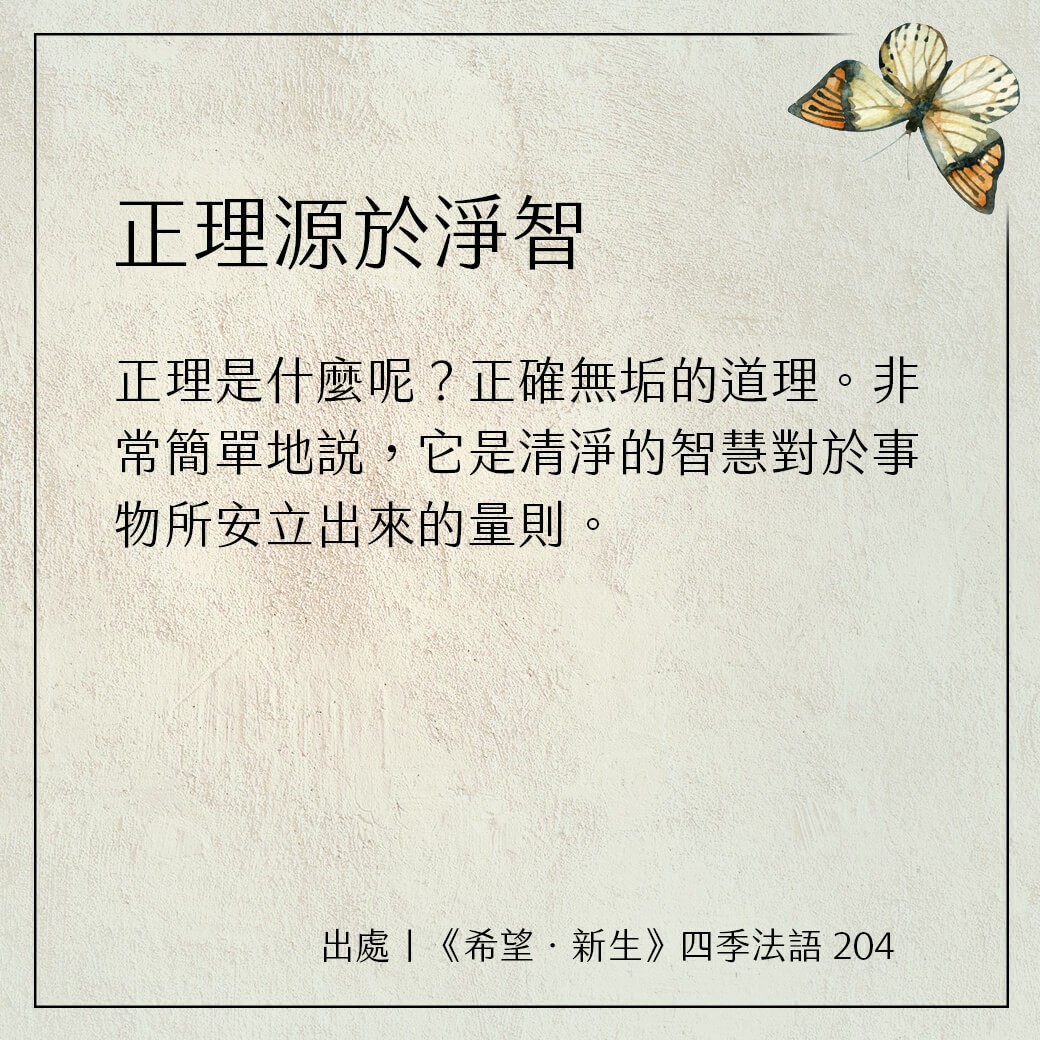 正理源於淨智
正理是什麼呢？正確無垢的道理。非
常簡單地説，它是清淨的智慧對於事
物所安立出來的量則。
出處｜《希望．新生》四季法語 204